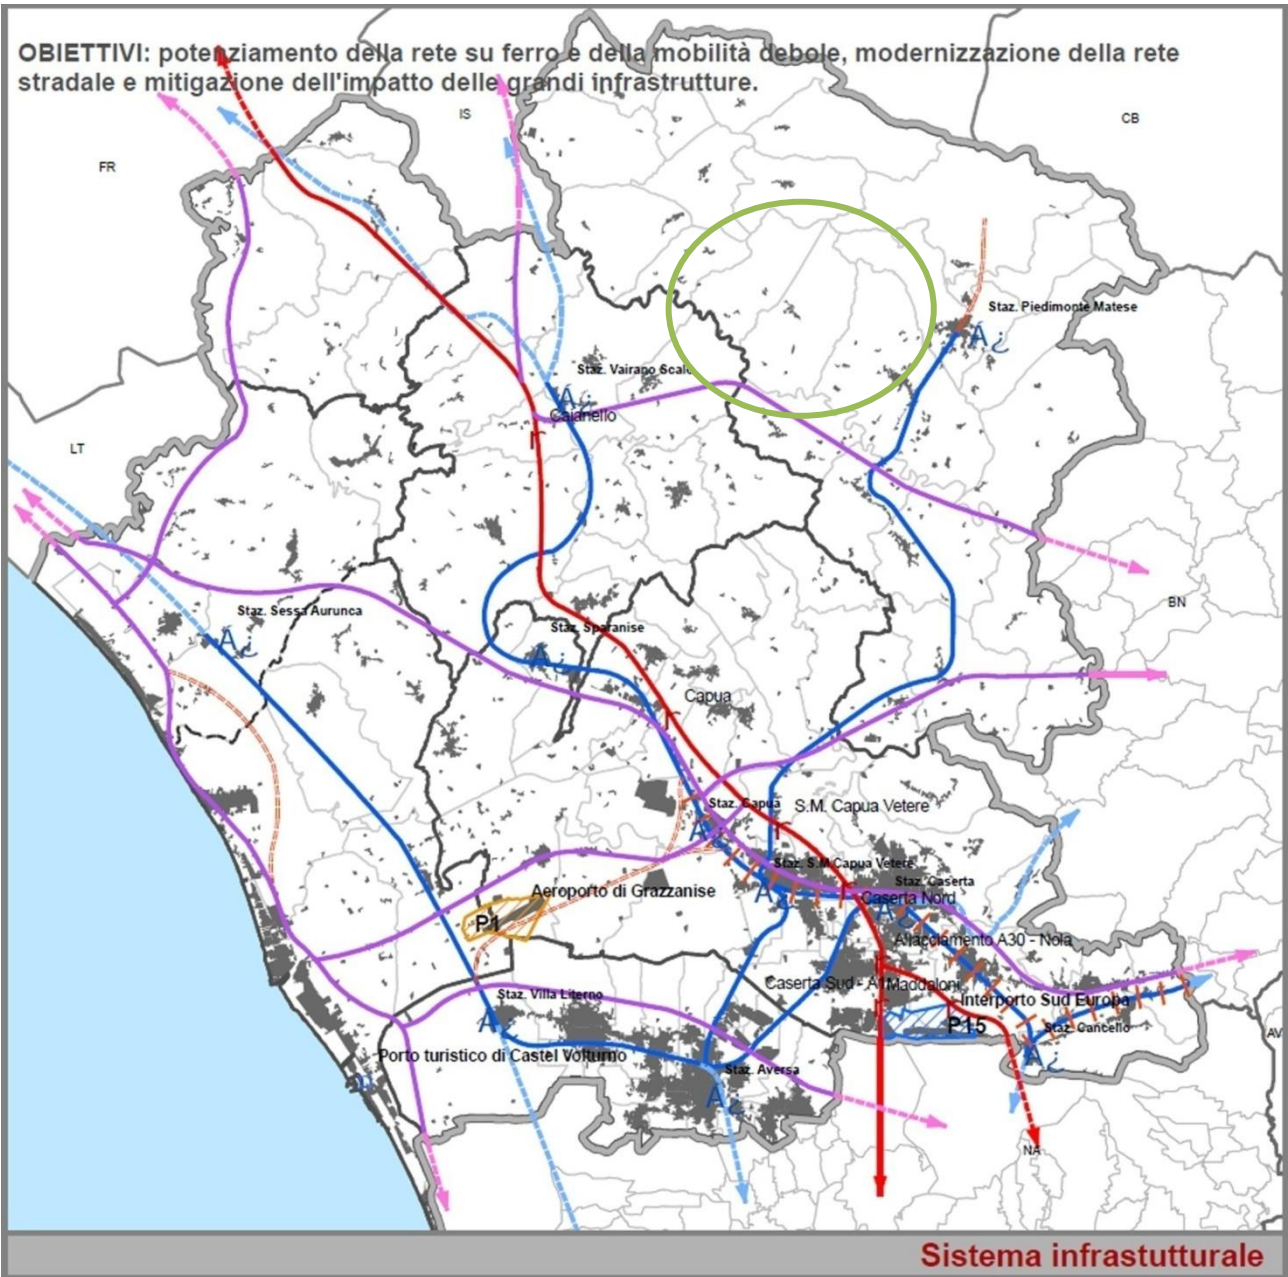 OBIETTIVI: potenziamento della rete su ferro e della mobilità debole, modernizzazione della rete
stradale e mitigazione dell'impatto delle grandi infrastrutture.
IS
CB
FR
Staz. Piedimonte Matese
Staz. Vairano Scalo
Caianello
LT
BN
Staz. Sessa Aurunca
Staz. Sparanise
Capua
Staz. Capua
S.M. Capua Vetere
Staz. S.M.Capua Vetere
Staz. Caserta
Aeroporto di Grazzanise
Caserta Nord
P1
Allacciamento A30 - Nola
Caserta Sud - A1
Maddaloni
Staz. Villa Literno
Interporto Sud Europa
P15
Staz. Cancello
AV
Porto turistico di Castel Volturno
Staz. Aversa
NA
Sistema infrastutturale